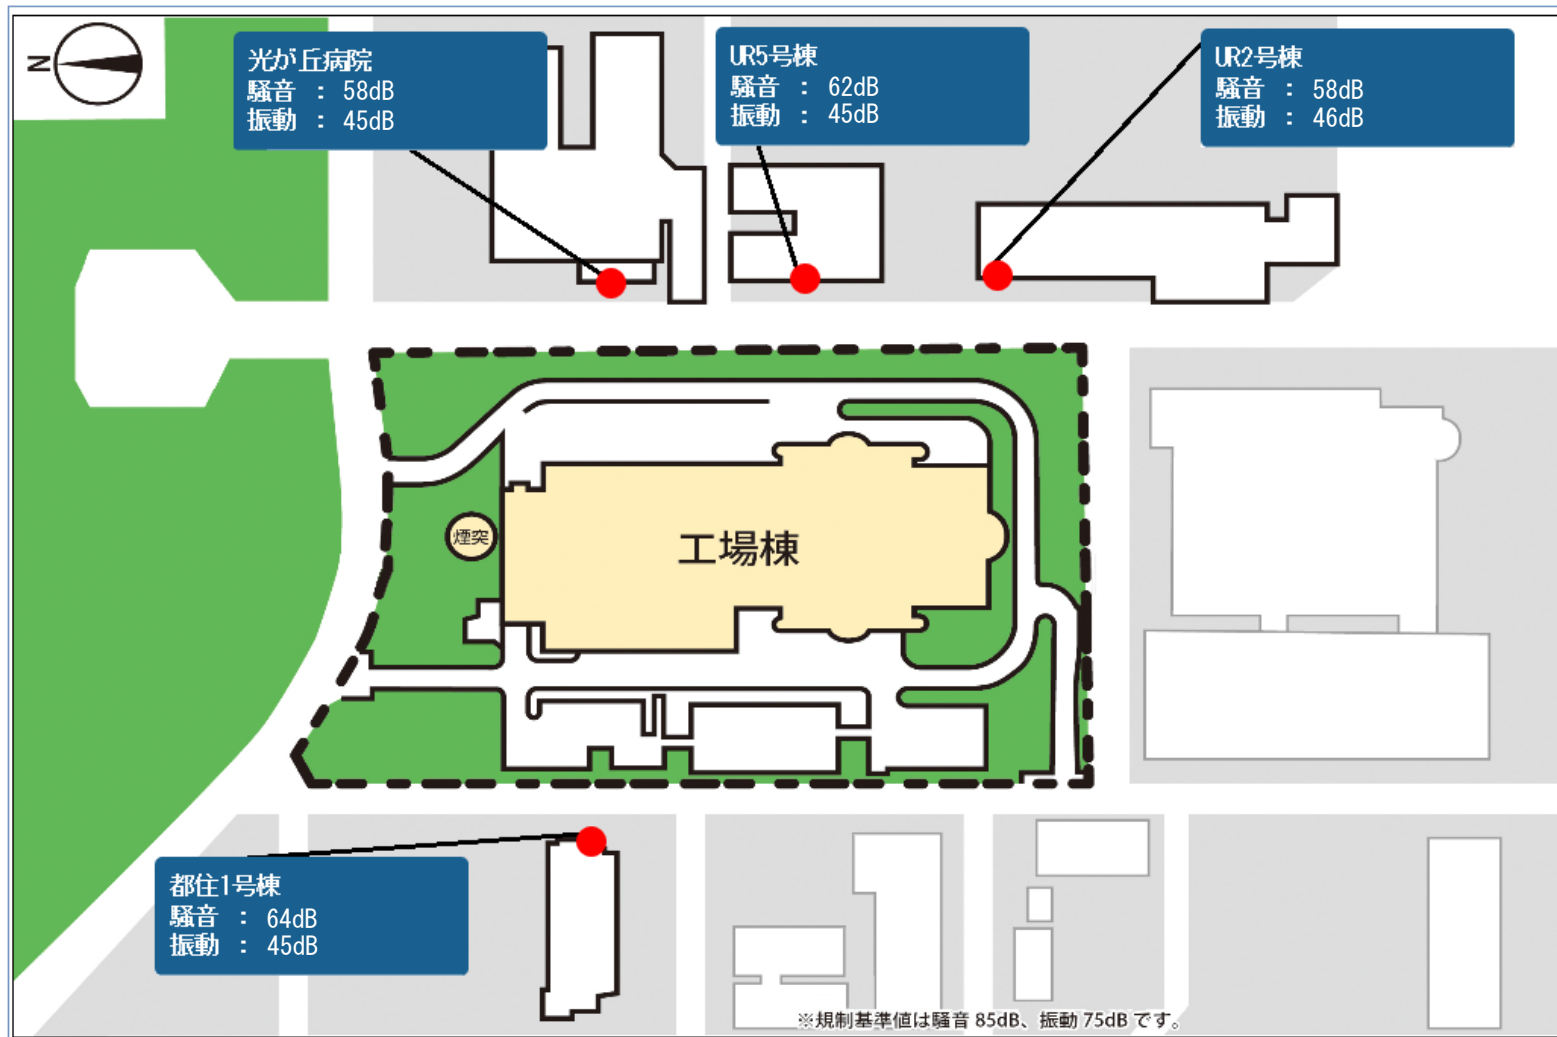 N
光が丘病院
騒音 : 58dB
振動 : 45dB
UR5号棟
騒音 : 62dB
振動 : 45dB
UR2号棟
騒音 : 58dB
振動 : 46dB
煙突
工場棟
都住1号棟
騒音 : 64dB
振動 : 45dB
※規制基準値は騒音 85dB、振動 75dB です。